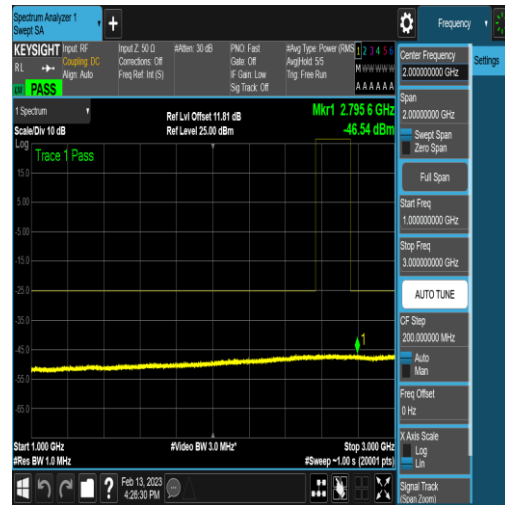 Spectrum Analyzer 1
Swept SA
Frequency
KEYSIGHT
RL
PASS
Input: RF
Coupling: DC
Align: Auto
Input Z: 50 Ω
Corrections: Off
Freq Ref: Int (S)
#Atten: 30 dB
PNO: Fast
Gate: Off
IF Gain: Low
Sig Track: Off
#Avg Type: Power (RMS)
Avg|Hold: 5/5
Trig: Free Run
1 2 3 4 5 6
M W W W W W
A A A A A A
1 Spectrum
Scale/Div 10 dB
Ref Lvl Offset 11.81 dB
Ref Level 25.00 dBm
Mkr1 2.795 6 GHz
-46.54 dBm
Log
Trace 1 Pass
15.0
5.00
-5.00
-15.0
-25.0
-35.0
-45.0
-55.0
-65.0
1
Start 1.000 GHz
#Res BW 1.0 MHz
#Video BW 3.0 MHz*
Stop 3.000 GHz
#Sweep ~1.00 s (20001 pts)
Feb 13, 2023
4:26:30 PM
Center Frequency
2.000000000 GHz
Settings
Span
2.00000000 GHz
Swept Span
Zero Span
Full Span
Start Freq
1.000000000 GHz
Stop Freq
3.000000000 GHz
AUTO TUNE
CF Step
200.000000 MHz
Auto
Man
Freq Offset
0 Hz
X Axis Scale
Log
Lin
Signal Track
(Span Zoom)